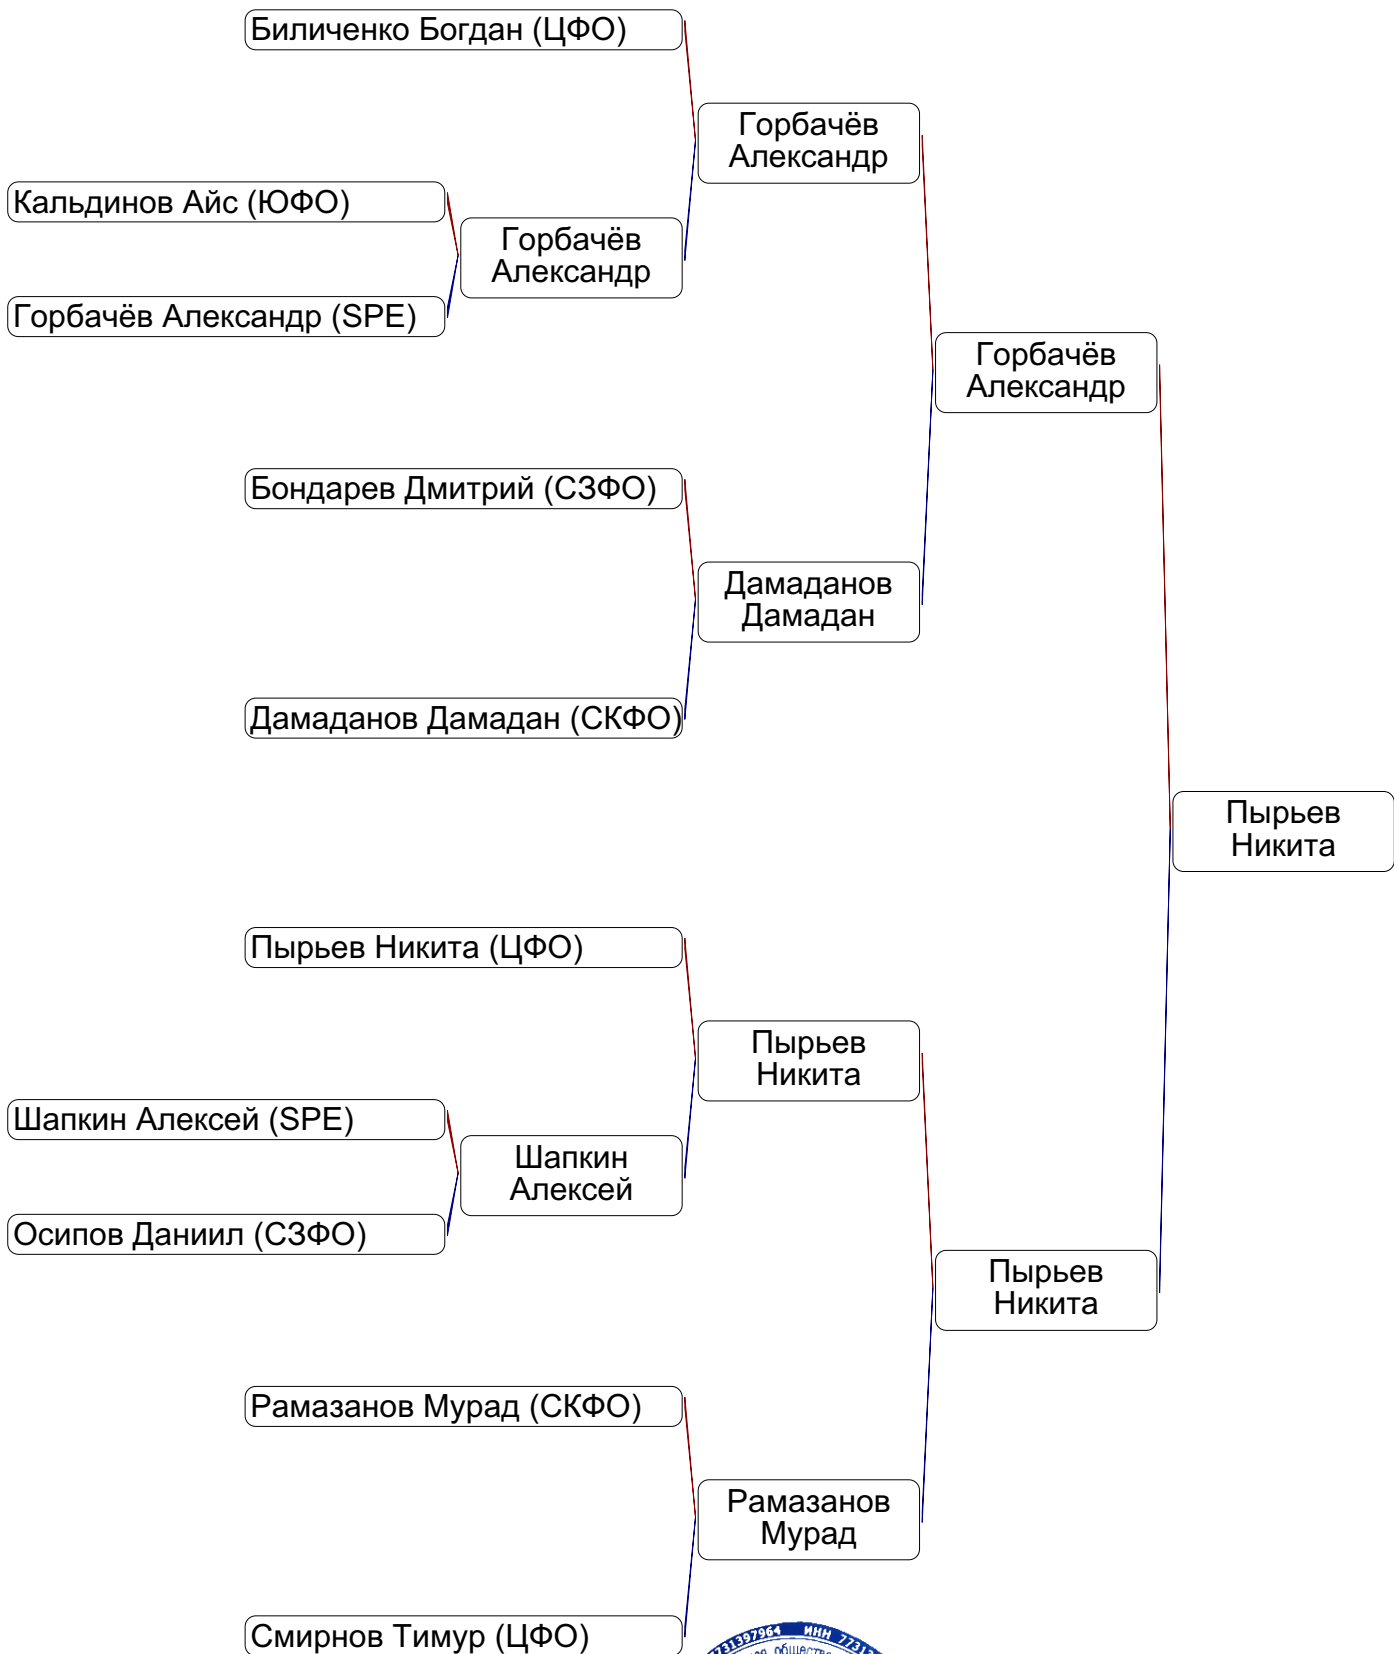 Биличенко Богдан (ЦФО)
Горбачёв
Александр
Кальдинов Айс (ЮФО)
Горбачёв
Александр
Горбачёв Александр (SPE)
Горбачёв
Александр
Бондарев Дмитрий (СЗФО)
Дамаданов
Дамадан
Дамаданов Дамадан (СКФО)
Пырьев
Никита
Пырьев Никита (ЦФО)
Пырьев
Никита
Шапкин Алексей (SPE)
Шапкин
Алексей
Осипов Даниил (СЗФО)
Пырьев
Никита
Рамазанов Мурад (СКФО)
Рамазанов
Мурад
Смирнов Тимур (ЦФО)
ИНН